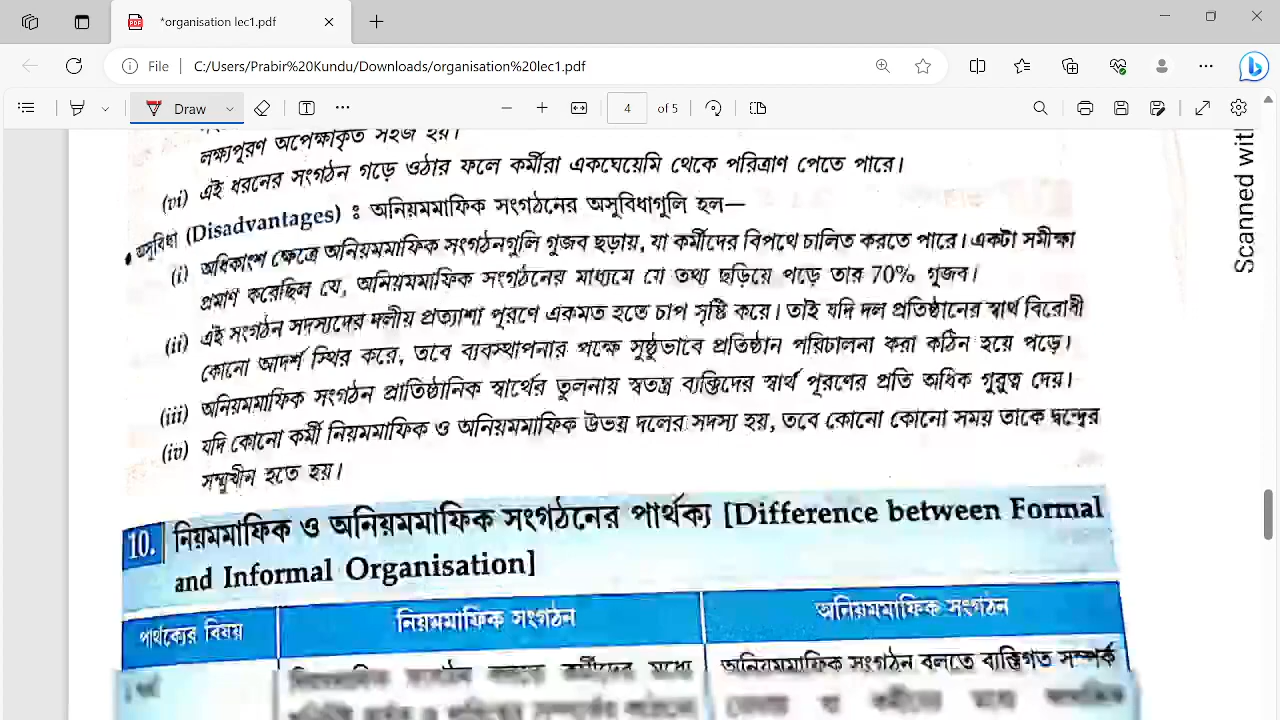 *organisation lec1.pdf
File | C:/Users/Prabir%20Kundu/Downloads/organisation%20lec1.pdf
Draw 4 of 5
Scanned wit
লক্ষ্যপূরণ অপেক্ষাকৃত সহজ হয়।
(vi) এই ধরনের সংগঠন গড়ে ওঠার ফলে কর্মীরা একঘেয়েমি থেকে পরিত্রাণ পেতে পারে।
• অসুবিধা (Disadvantages) : অনিয়মমাফিক সংগঠনের অসুবিধাগুলি হল—
(i) অধিকাংশ ক্ষেত্রে অনিয়মমাফিক সংগঠনগুলি গুজব ছড়ায়, যা কর্মীদের বিপথে চালিত করতে পারে। একটা সমীক্ষা
প্রমাণ করেছিল যে, অনিয়মমাফিক সংগঠনের মাধ্যমে যে তথ্য ছড়িয়ে পড়ে তার 70% গুজব।
(ii) এই সংগঠন সদস্যদের দলীয় প্রত্যাশা পূরণে একমত হতে চাপ সৃষ্টি করে। তাই যদি দল প্রতিষ্ঠানের স্বার্থ বিরোধী
কোনো আদর্শ স্থির করে, তবে ব্যবস্থাপনার পক্ষে সুষ্ঠুভাবে প্রতিষ্ঠান পরিচালনা করা কঠিন হয়ে পড়ে।
(iii) অনিয়মমাফিক সংগঠন প্রাতিষ্ঠানিক স্বার্থের তুলনায় স্বতন্ত্র ব্যক্তিদের স্বার্থ পূরণের প্রতি অধিক গুরুত্ব দেয়।
(iv) যদি কোনো কর্মী নিয়মমাফিক ও অনিয়মমাফিক উভয় দলের সদস্য হয়, তবে কোনো কোনো সময় তাকে দ্বন্দ্বের
সম্মুখীন হতে হয়।
10. নিয়মমাফিক ও অনিয়মমাফিক সংগঠনের পার্থক্য [Difference between Formal
and Informal Organisation]
পার্থক্যের বিষয় নিয়মমাফিক সংগঠন অনিয়মমাফিক সংগঠন
অনিয়মমাফিক সংগঠন বলতে ব্যক্তিগত সম্পর্ক